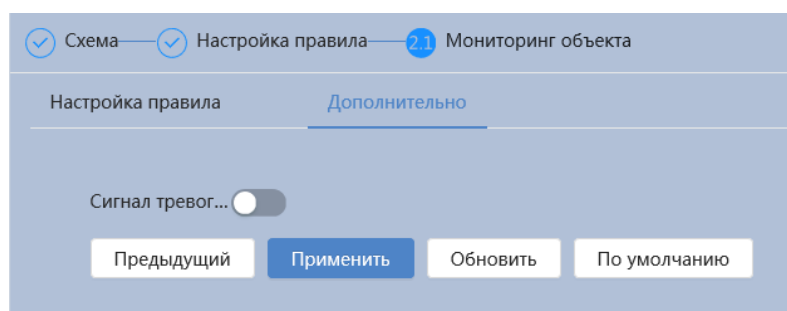 Схема Настройка правила 2.1 Мониторинг объекта
Настройка правила Дополнительно
Сигнал тревог...
Предыдущий Применить Обновить По умолчанию